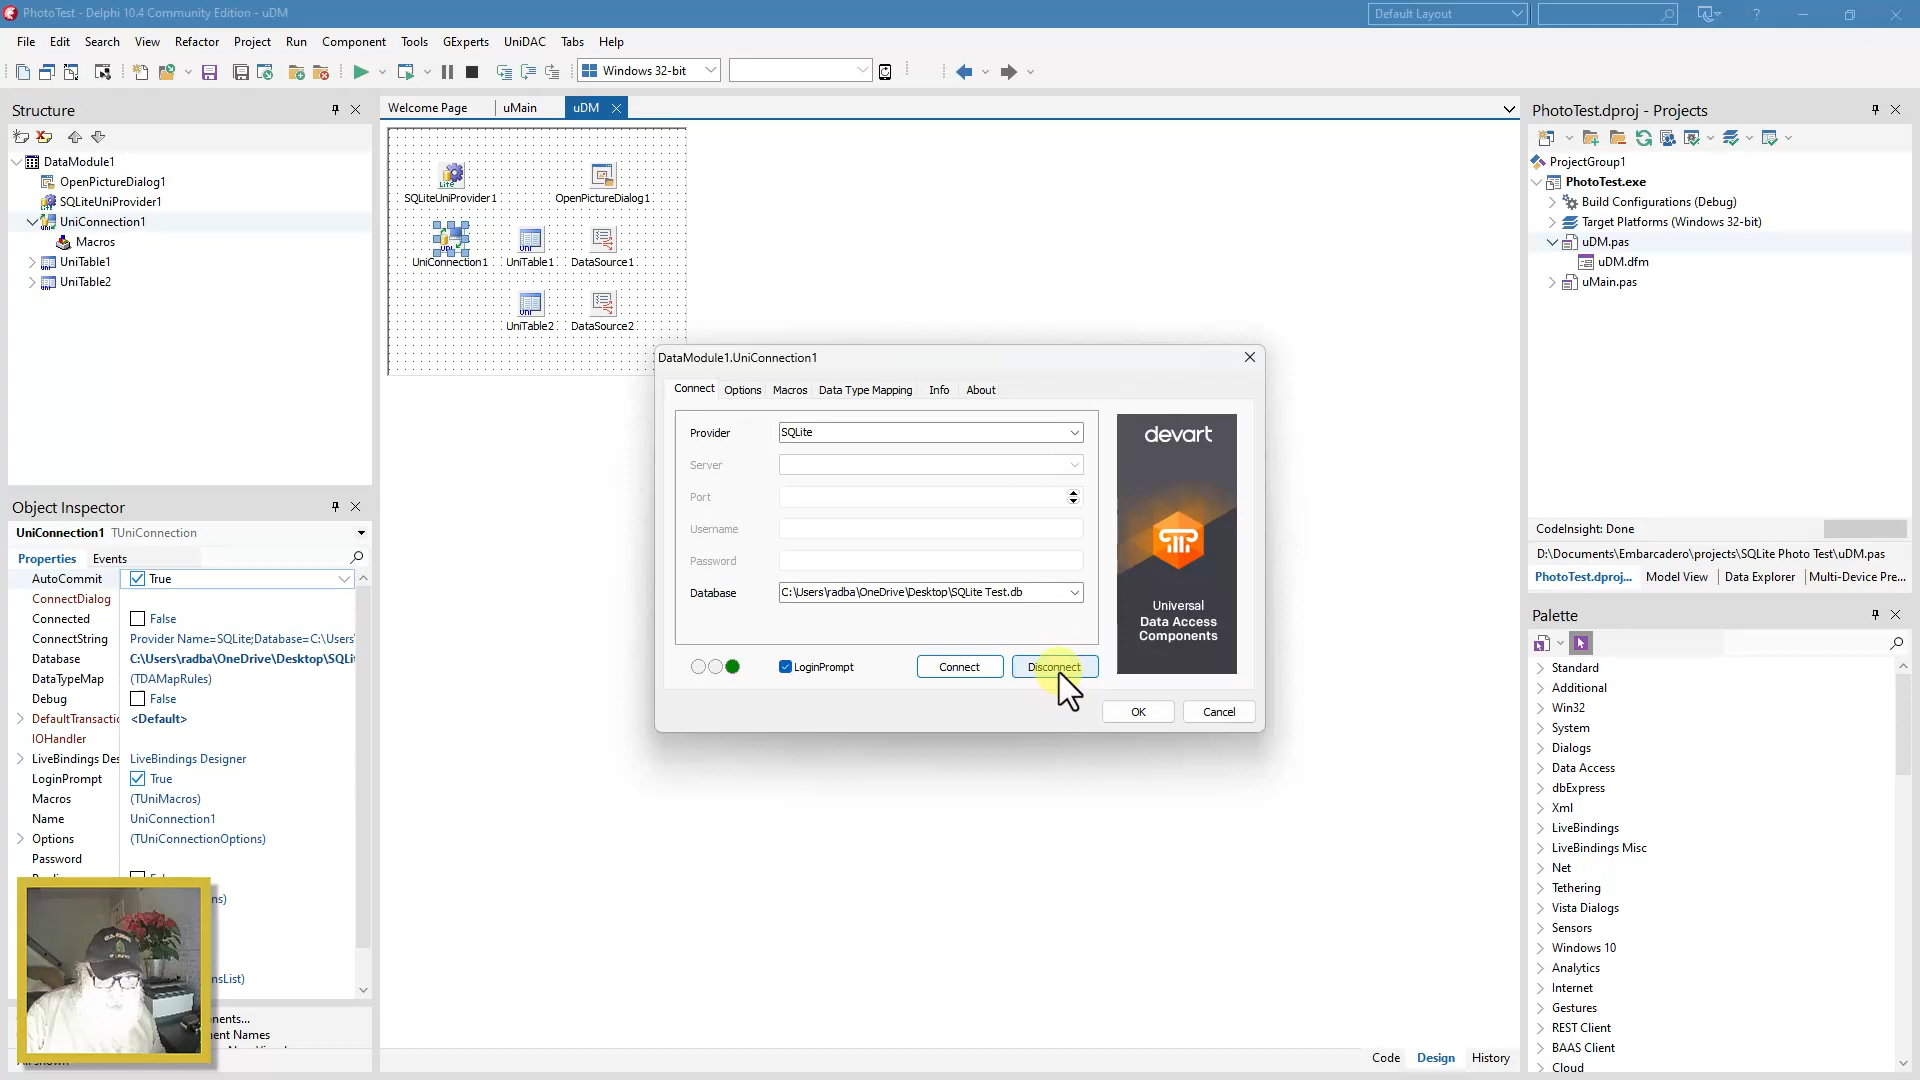 PhotoTest - Delphi 10.4 Community Edition - uDM
Default Layout
File Edit Search View Refactor Project Run Component Tools GExperts UniDAC Tabs Help
Windows 32-bit
Structure
DataModule1
OpenPictureDialog1
SQLiteUniProvider1
UniConnection1
Macros
UniTable1
UniTable2
Welcome Page
uMain
uDM
SQLiteUniProvider1
OpenPictureDialog1
UniConnection1
UniTable1
DataSource1
UniTable2
DataSource2
DataModule1.UniConnection1
Connect Options Macros Data Type Mapping Info About
Provider SQLite
Server
Port
Username
Password
Database C:\Users\radba\OneDrive\Desktop\SQLite Test.db
LoginPrompt
Connect
Disconnect
OK
Cancel
devart
Universal
Data Access
Components
Object Inspector
UniConnection1 TUniConnection
Properties Events
AutoCommit True
ConnectDialog
Connected False
ConnectString Provider Name=SQLite;Database=C:\Users
Database C:\Users\radba\OneDrive\Desktop\SQLi
DataTypeMap (TDAMapRules)
Debug False
DefaultTransacti <Default>
IOHandler
LiveBindings Des LiveBindings Designer
LoginPrompt True
Macros (TUniMacros)
Name UniConnection1
Options (TUniConnectionOptions)
Password
ns)
nsList)
nents...
ent Names
Code Design History
PhotoTest.dproj - Projects
ProjectGroup1
PhotoTest.exe
Build Configurations (Debug)
Target Platforms (Windows 32-bit)
uDM.pas
uDM.dfm
uMain.pas
CodeInsight: Done
D:\Documents\Embarcadero\projects\SQLite Photo Test\uDM.pas
PhotoTest.dproj... Model View Data Explorer Multi-Device Pre...
Palette
Standard
Additional
Win32
System
Dialogs
Data Access
dbExpress
Xml
LiveBindings
LiveBindings Misc
Net
Tethering
Vista Dialogs
Sensors
Windows 10
Analytics
Internet
Gestures
REST Client
BAAS Client
Cloud